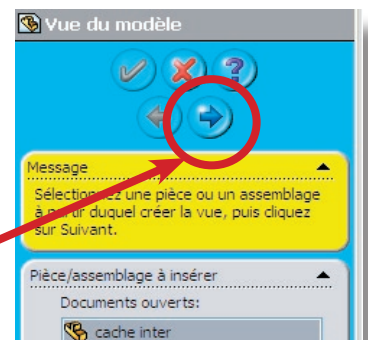 Vue du modèle
?
Message
Sélectionnez une pièce ou un assemblage
à partir duquel créer la vue, puis cliquez
sur Suivant.
Pièce/assemblage à insérer
Documents ouverts:
cache inter